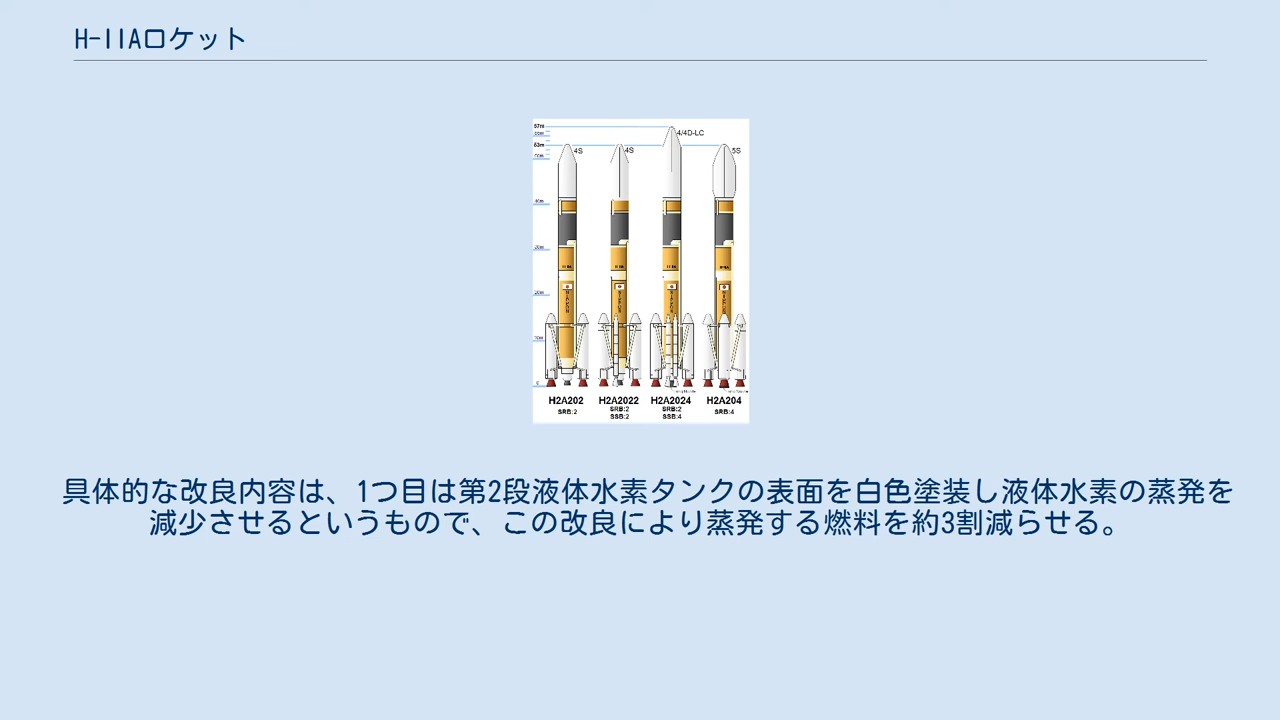 H-IIAロケット
57m
53m
4/4D-LC
4S
4S
5S
H2A202
H2A2022
H2A2024
H2A204
SRB:2
SRB:2
SRB:2
SRB:4
SSB:2
SSB:4
具体的な改良内容は、1つ目は第2段液体水素タンクの表面を白色塗装し液体水素の蒸発を
減少させるというもので、この改良により蒸発する燃料を約3割減らせる。